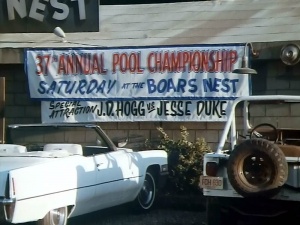 NEST
37TH ANNUAL POOL CHAMPIONSHIP
SATURDAY AT THE BOARS NEST
SPECIAL ATTRACTION J.D. HOGG VS JESSE DUKE